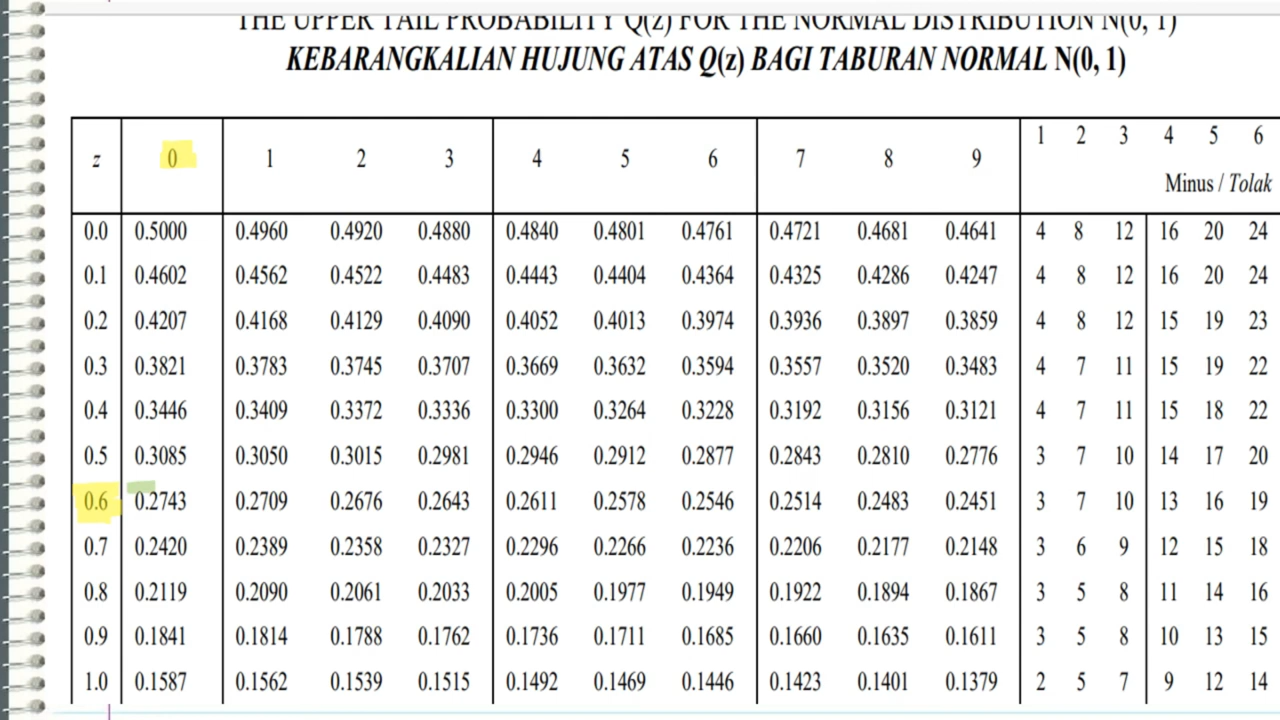 THE UPPER TAIL PROBABILITY Q(z) FOR THE NORMAL DISTRIBUTION N(0, 1)
KEBARANGKALIAN HUJUNG ATAS Q(z) BAGI TABURAN NORMAL N(0, 1)
z 0 1 2 3 4 5 6 7 8 9 1 2 3 4 5 6
Minus / Tolak
0.0 0.5000 0.4960 0.4920 0.4880 0.4840 0.4801 0.4761 0.4721 0.4681 0.4641 4 8 12 16 20 24
0.1 0.4602 0.4562 0.4522 0.4483 0.4443 0.4404 0.4364 0.4325 0.4286 0.4247 4 8 12 16 20 24
0.2 0.4207 0.4168 0.4129 0.4090 0.4052 0.4013 0.3974 0.3936 0.3897 0.3859 4 8 12 15 19 23
0.3 0.3821 0.3783 0.3745 0.3707 0.3669 0.3632 0.3594 0.3557 0.3520 0.3483 4 7 11 15 19 22
0.4 0.3446 0.3409 0.3372 0.3336 0.3300 0.3264 0.3228 0.3192 0.3156 0.3121 4 7 11 15 18 22
0.5 0.3085 0.3050 0.3015 0.2981 0.2946 0.2912 0.2877 0.2843 0.2810 0.2776 3 7 10 14 17 20
0.6 0.2743 0.2709 0.2676 0.2643 0.2611 0.2578 0.2546 0.2514 0.2483 0.2451 3 7 10 13 16 19
0.7 0.2420 0.2389 0.2358 0.2327 0.2296 0.2266 0.2236 0.2206 0.2177 0.2148 3 6 9 12 15 18
0.8 0.2119 0.2090 0.2061 0.2033 0.2005 0.1977 0.1949 0.1922 0.1894 0.1867 3 5 8 11 14 16
0.9 0.1841 0.1814 0.1788 0.1762 0.1736 0.1711 0.1685 0.1660 0.1635 0.1611 3 5 8 10 13 15
1.0 0.1587 0.1562 0.1539 0.1515 0.1492 0.1469 0.1446 0.1423 0.1401 0.1379 2 5 7 9 12 14